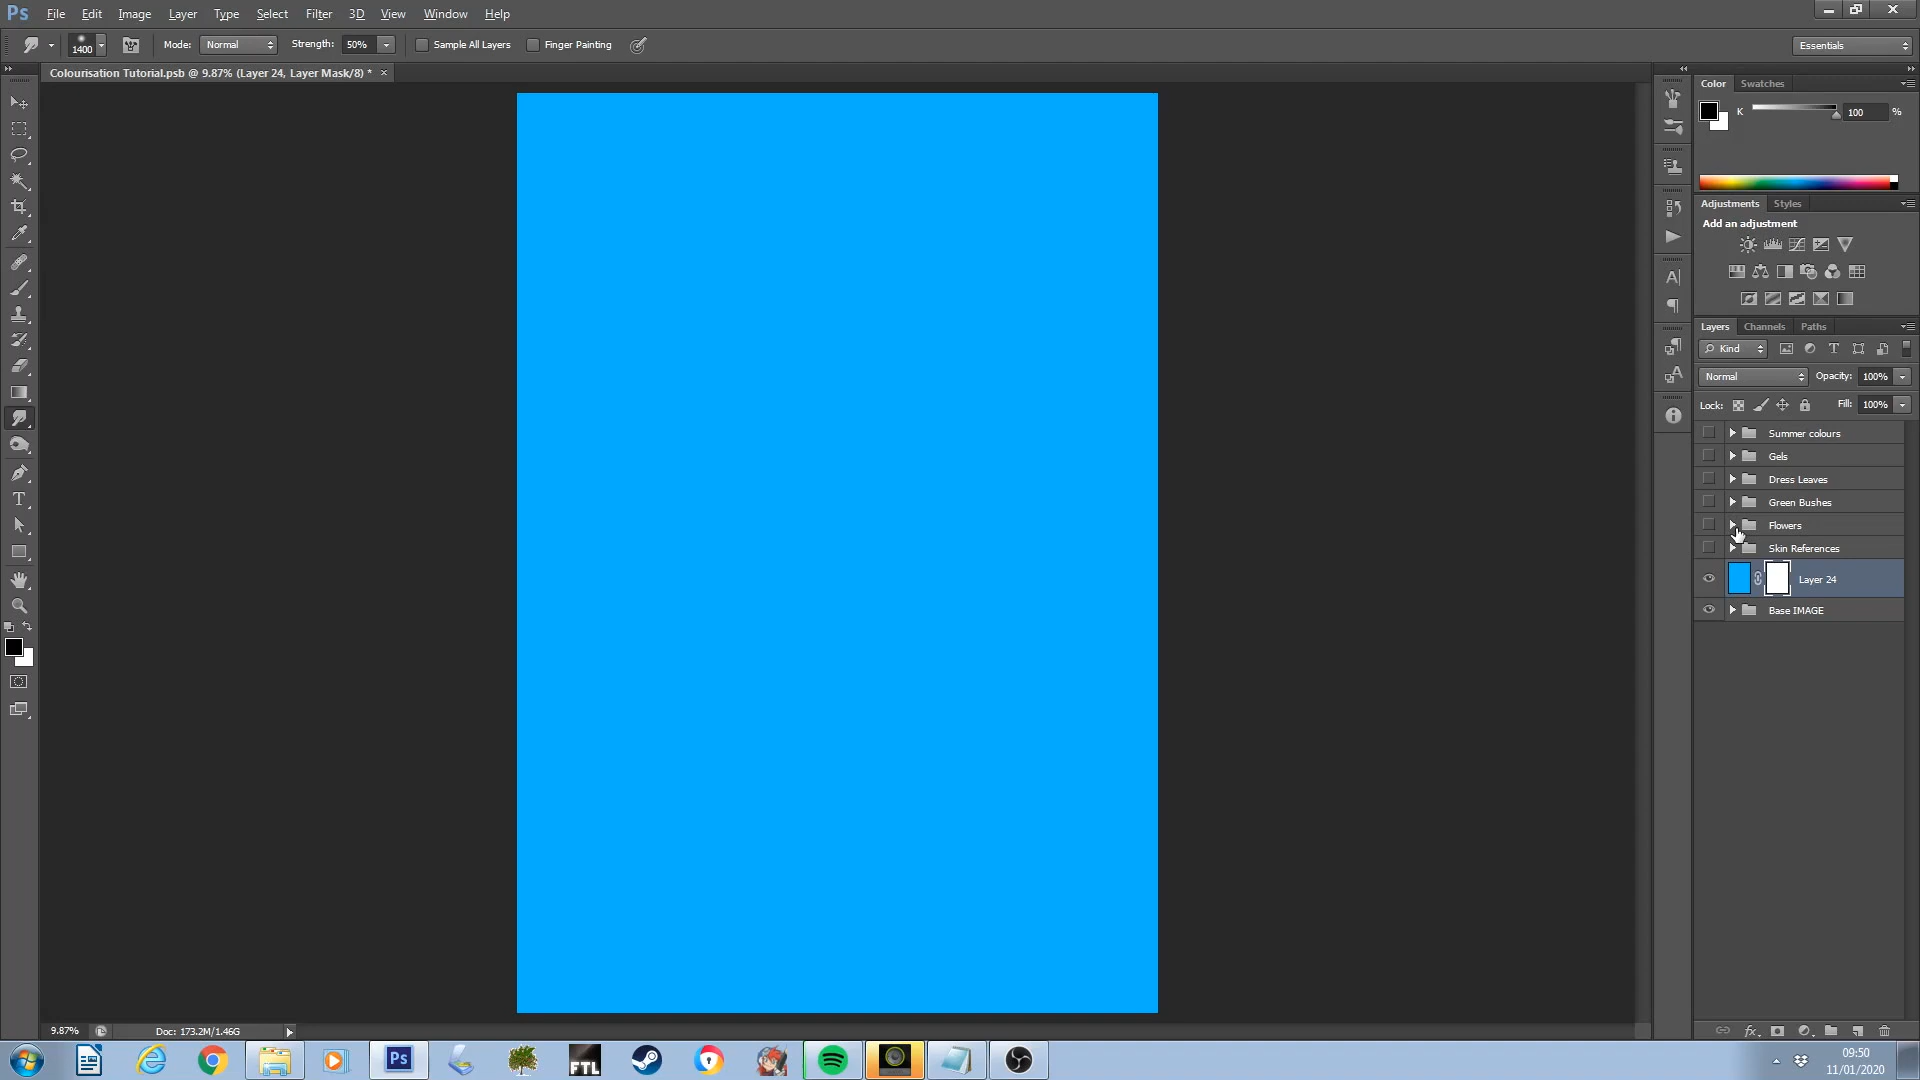 Ps File Edit Image Layer Type Select Filter 3D View Window Help
1400 Mode: Normal Strength: 50% Sample All Layers Finger Painting Essentials
Colourisation Tutorial.psb @ 9.87% (Layer 24, Layer Mask/8) * ×
Color Swatches
K 100 %
Adjustments Styles
Add an adjustment
Layers Channels Paths
Kind
Normal Opacity: 100%
Lock: Fill: 100%
Summer colours
Gels
Dress Leaves
Green Bushes
Flowers
Skin References
Layer 24
Base IMAGE
9.87% Doc: 173.2M/1.46G
Ps FTL 09:50
11/01/2020